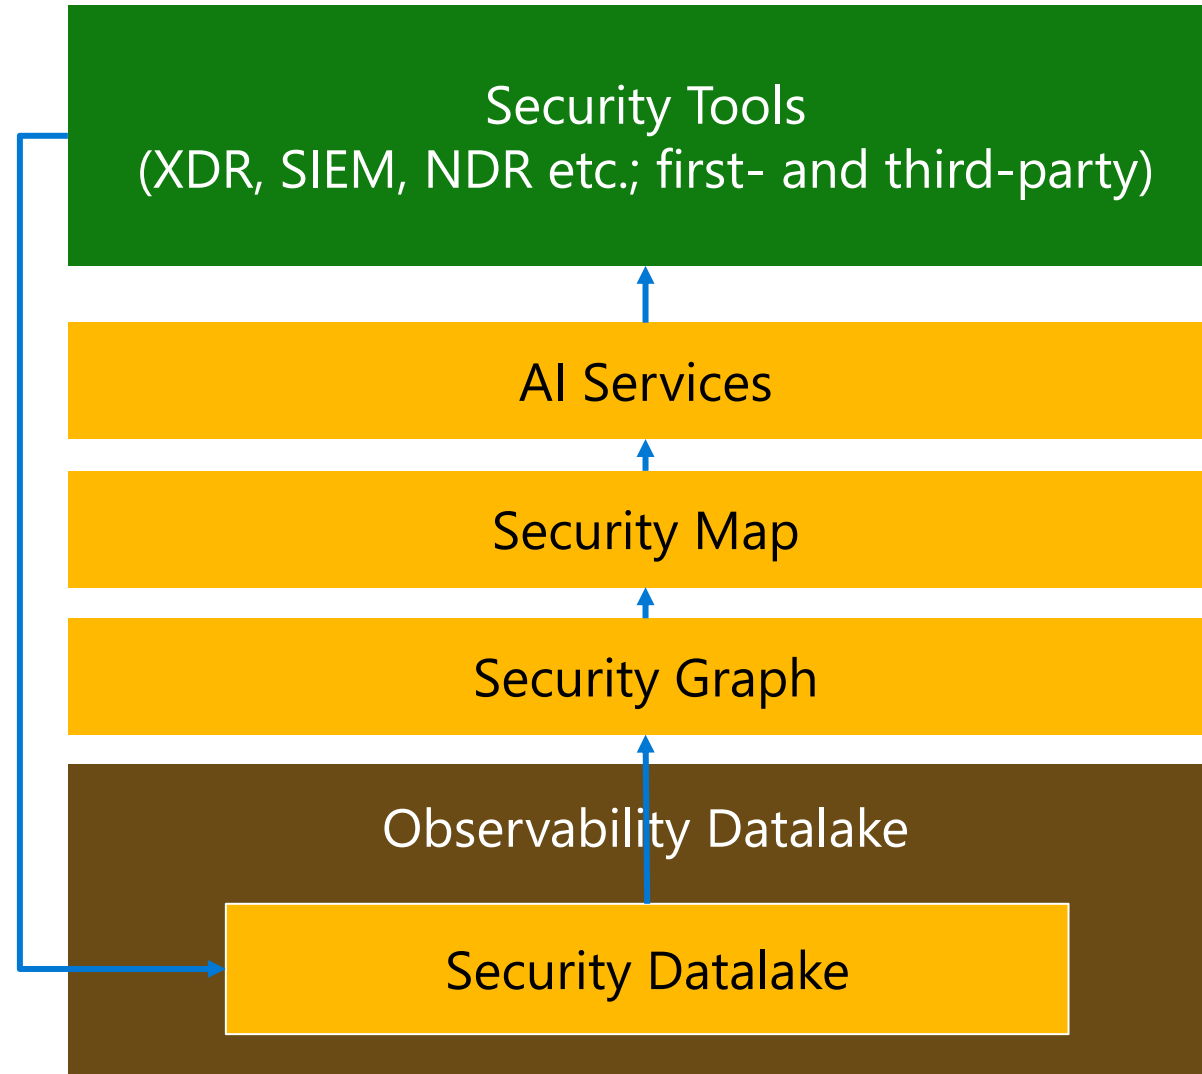 Security Tools
(XDR, SIEM, NDR etc.; first- and third-party)
AI Services
Security Map
Security Graph
Observability Datalake
Security Datalake